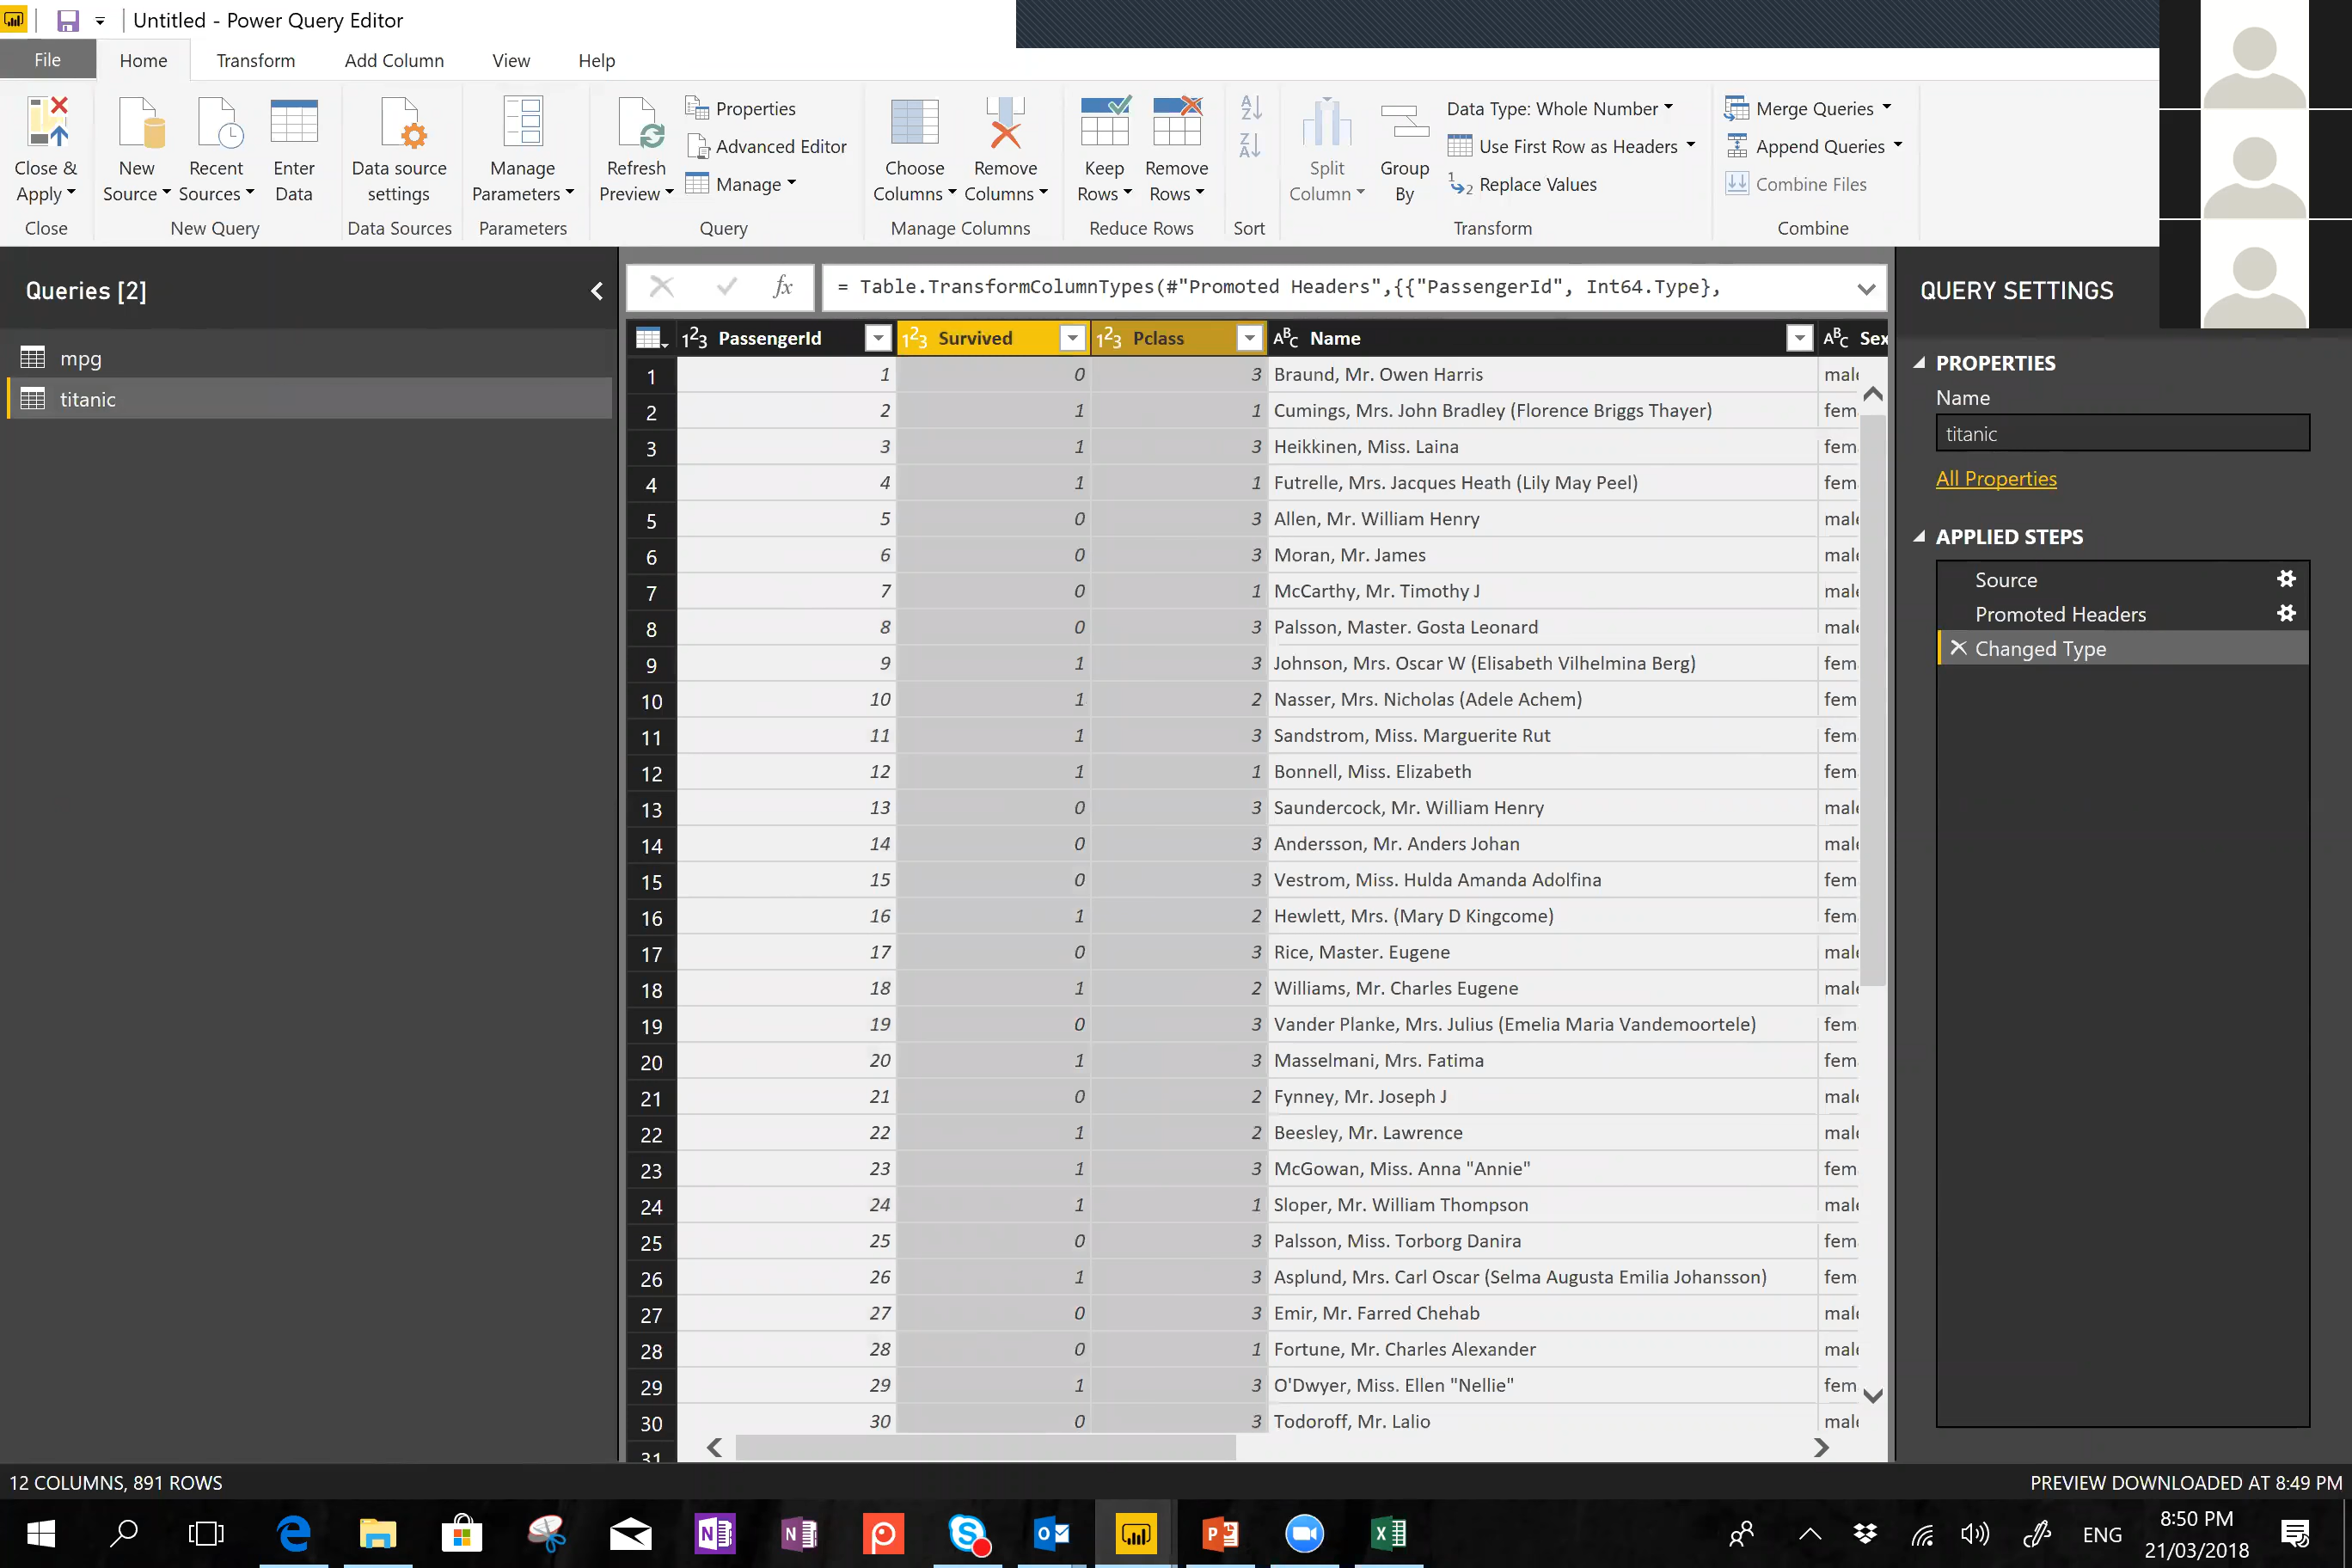 Untitled - Power Query Editor
File Home Transform Add Column View Help
Close & Apply
New Source
Recent Sources
Enter Data
Data source settings
Manage Parameters
Refresh Preview
Properties
Advanced Editor
Manage
Choose Columns
Remove Columns
Keep Rows
Remove Rows
Split Column
Group By
Data Type: Whole Number
Use First Row as Headers
Replace Values
Merge Queries
Append Queries
Combine Files
Close New Query Data Sources Parameters Query Manage Columns Reduce Rows Sort Transform Combine
Queries [2]
mpg
titanic
fx = Table.TransformColumnTypes(#"Promoted Headers",{{"PassengerId", Int64.Type},
PassengerId Survived Pclass Name Sex
1 1 0 3 Braund, Mr. Owen Harris
2 2 1 1 Cumings, Mrs. John Bradley (Florence Briggs Thayer)
3 3 1 3 Heikkinen, Miss. Laina
4 4 1 1 Futrelle, Mrs. Jacques Heath (Lily May Peel)
5 5 0 3 Allen, Mr. William Henry
6 6 0 3 Moran, Mr. James
7 7 0 1 McCarthy, Mr. Timothy J
8 8 0 3 Palsson, Master. Gosta Leonard
9 9 1 3 Johnson, Mrs. Oscar W (Elisabeth Vilhelmina Berg)
10 10 1 2 Nasser, Mrs. Nicholas (Adele Achem)
11 11 1 3 Sandstrom, Miss. Marguerite Rut
12 12 1 1 Bonnell, Miss. Elizabeth
13 13 0 3 Saundercock, Mr. William Henry
14 14 0 3 Andersson, Mr. Anders Johan
15 15 0 3 Vestrom, Miss. Hulda Amanda Adolfina
16 16 1 2 Hewlett, Mrs. (Mary D Kingcome)
17 17 0 3 Rice, Master. Eugene
18 18 1 2 Williams, Mr. Charles Eugene
19 19 0 3 Vander Planke, Mrs. Julius (Emelia Maria Vandemoortele)
20 20 1 3 Masselmani, Mrs. Fatima
21 21 0 2 Fynney, Mr. Joseph J
22 22 1 2 Beesley, Mr. Lawrence
23 23 1 3 McGowan, Miss. Anna "Annie"
24 24 1 1 Sloper, Mr. William Thompson
25 25 0 3 Palsson, Miss. Torborg Danira
26 26 1 3 Asplund, Mrs. Carl Oscar (Selma Augusta Emilia Johansson)
27 27 0 3 Emir, Mr. Farred Chehab
28 28 0 1 Fortune, Mr. Charles Alexander
29 29 1 3 O'Dwyer, Miss. Ellen "Nellie"
30 30 0 3 Todoroff, Mr. Lalio
31
QUERY SETTINGS
PROPERTIES
Name
titanic
All Properties
APPLIED STEPS
Source
Promoted Headers
Changed Type
12 COLUMNS, 891 ROWS
PREVIEW DOWNLOADED AT 8:49 PM
ENG
8:50 PM
21/03/2018